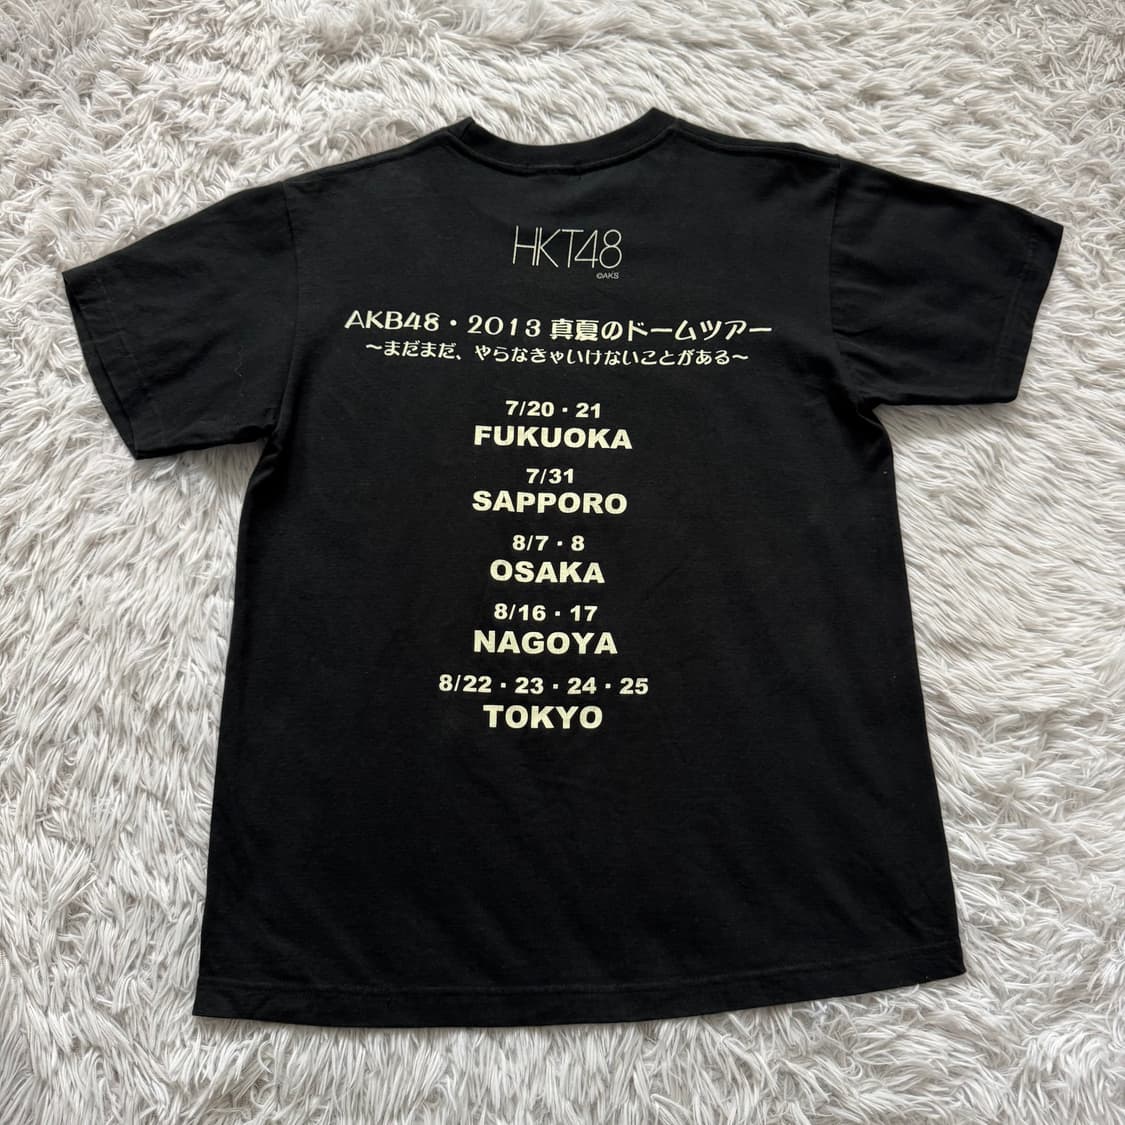 HKT48
©AKS
AKB48・2013 真夏のドームツアー
～まだまだ、やらなきゃいけないことがある～
7/20・21
FUKUOKA
7/31
SAPPORO
8/7・8
OSAKA
8/16・17
NAGOYA
8/22・23・24・25
TOKYO